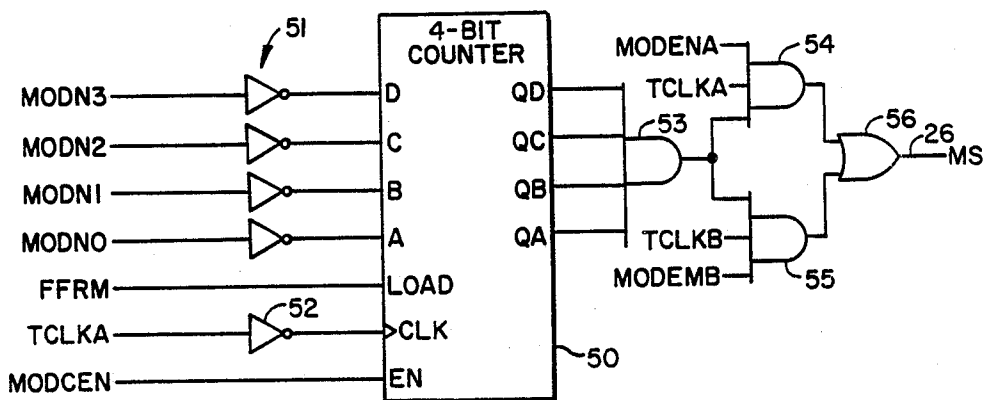 51
4-BIT
COUNTER
MODN3
MODN2
MODN1
MODN0
FFRM
TCLKA
52
MODCEN
D
C
B
A
LOAD
CLK
EN
QD
QC
QB
QA
50
53
MODENA
TCLKA
54
TCLKB
MODEMB
55
56
26
MS